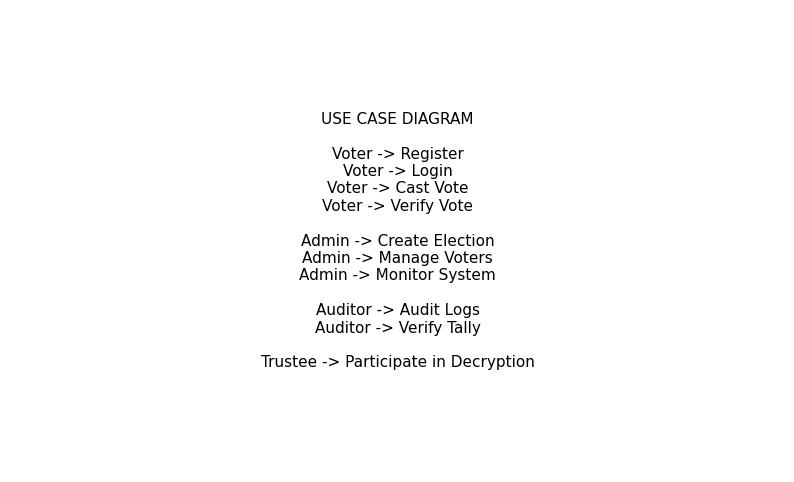 USE CASE DIAGRAM
Voter -> Register
Voter -> Login
Voter -> Cast Vote
Voter -> Verify Vote
Admin -> Create Election
Admin -> Manage Voters
Admin -> Monitor System
Auditor -> Audit Logs
Auditor -> Verify Tally
Trustee -> Participate in Decryption